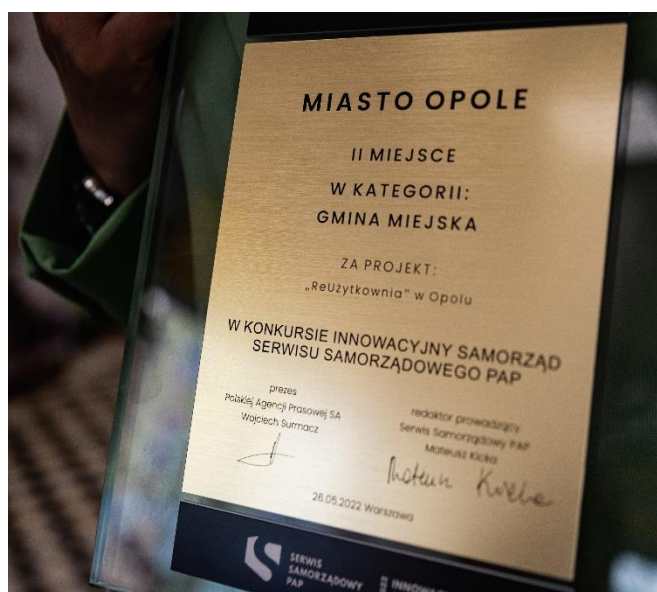 MIASTO OPOLE
II MIEJSCE
W KATEGORII:
GMINA MIEJSKA
ZA PROJEKT:
„ReUżytkownia” w Opolu
W KONKURSIE INNOWACYJNY SAMORZĄD
SERWISU SAMORZĄDOWEGO PAP
prezes
Polskiej Agencji Prasowej SA
Wojciech Surmacz
redaktor prowadzący
Serwis Samorządowy PAP
Mateusz Kicka
Mateusz Kicka
26.05.2022 Warszawa
SERWIS
SAMORZĄDOWY
PAP